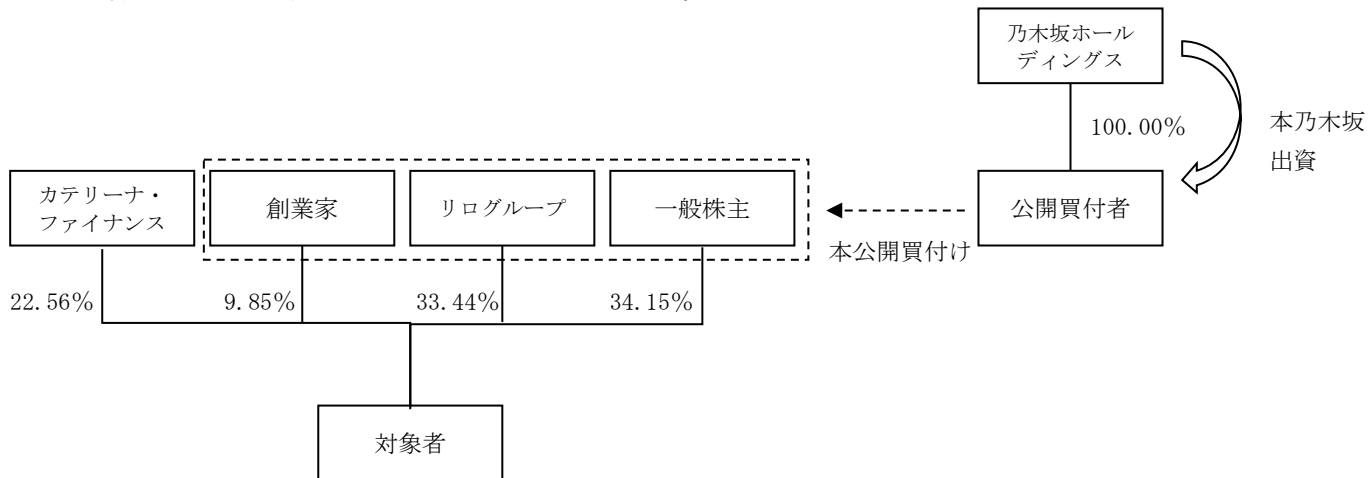 乃木坂ホール
ディングス
100.00%
本乃木坂
出資
カテリーナ・
ファイナンス
創業家
リログループ
一般株主
公開買付者
本公開買付け
22.56%
9.85%
33.44%
34.15%
対象者